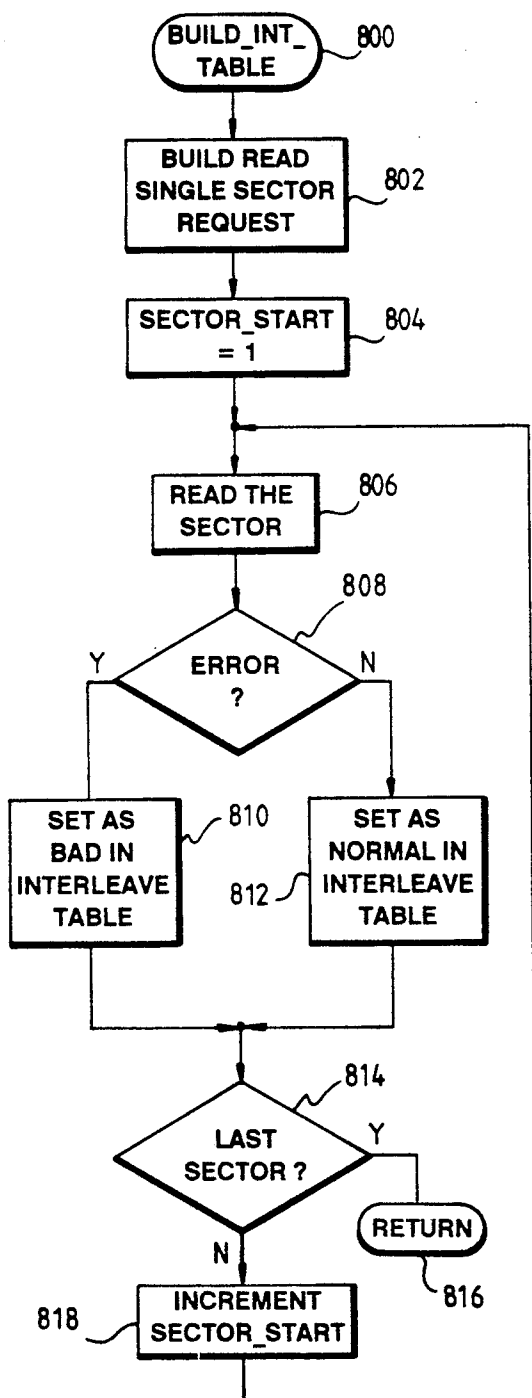 BUILD_INT_
TABLE
800
BUILD READ
SINGLE SECTOR
REQUEST
802
SECTOR_START
= 1
804
READ THE
SECTOR
806
808
Y
ERROR
?
N
SET AS
BAD IN
INTERLEAVE
TABLE
810
SET AS
NORMAL IN
INTERLEAVE
TABLE
812
814
LAST
SECTOR ?
Y
RETURN
816
N
INCREMENT
SECTOR_START
818